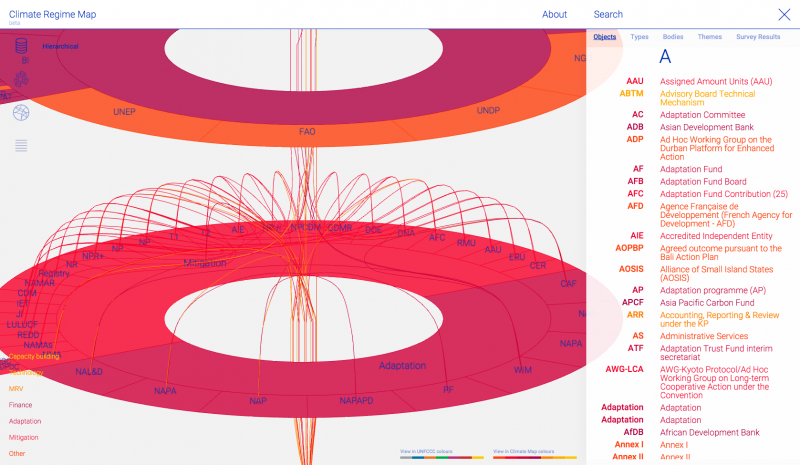 Climate Regime Map
beta
About
Search
Hierarchical
Objects Types Bodies Themes Survey Results
A
AAU Assigned Amount Units (AAU)
ABTM Advisory Board Technical
Mechanism
AC Adaptation Committee
ADB Asian Development Bank
ADP Ad Hoc Working Group on the
Durban Platform for Enhanced
Action
AF Adaptation Fund
AFB Adaptation Fund Board
AFC Adaptation Fund Contribution (25)
AFD Agence Française de
Développement (French Agency for
Development - AFD)
AIE Accredited Independent Entity
AOPBP Agreed outcome pursuant to the
Bali Action Plan
AOSIS Alliance of Small Island States
(AOSIS)
AP Adaptation programme (AP)
APCF Asia Pacific Carbon Fund
ARR Accounting, Reporting & Review
under the KP
AS Administrative Services
ATF Adaptation Trust Fund interim
secretariat
AWG-LCA AWG-Kyoto Protocol/Ad Hoc
Working Group on Long-term
Cooperative Action under the
Convention
Adaptation Adaptation
Adaptation Adaptation
AfDB African Development Bank
Annex I Annex I
Annex II Annex II
UNEP
FAO
UNDP
NPR+
NP
NP
T1
T2
AIE
NPCDM
CDMR
DOE
DNA
AFC
RMU
AAU
ERU
CER
CAF
Mitigation
Registry
NAMAR
CDM
IET
JI
LULUCF
REDD
NAMAs
NAL&D
NAPA
NAP
NAPAPD
PF
WIM
NAPA
Adaptation
Capacity building
Technology
MRV
Finance
Adaptation
Mitigation
Other
View in UNFCCC colours
View in Climate Map colours